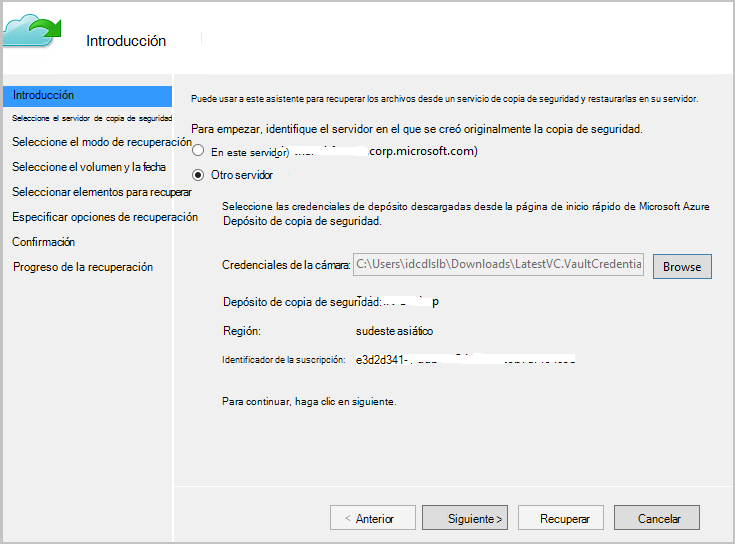 Introducción
Introducción
Seleccione el servidor de copia de seguridad
Seleccione el modo de recuperación
Seleccione el volumen y la fecha
Seleccionar elementos para recuperar
Especificar opciones de recuperación
Confirmación
Progreso de la recuperación
Puede usar a este asistente para recuperar los archivos desde un servicio de copia de seguridad y restaurarlas en su servidor.
Para empezar, identifique el servidor en el que se creó originalmente la copia de seguridad.
En este servidor) corp.microsoft.com)
Otro servidor
Seleccione las credenciales de depósito descargadas desde la página de inicio rápido de Microsoft Azure
Depósito de copia de seguridad.
Credenciales de la cámara: C:\Users\idcdlslb\Downloads\LatestVC.VaultCredentia Browse
Depósito de copia de seguridad: p
Región: sudeste asiático
Identificador de la suscripción: e3d2d341-
Para continuar, haga clic en siguiente.
< Anterior Siguiente > Recuperar Cancelar